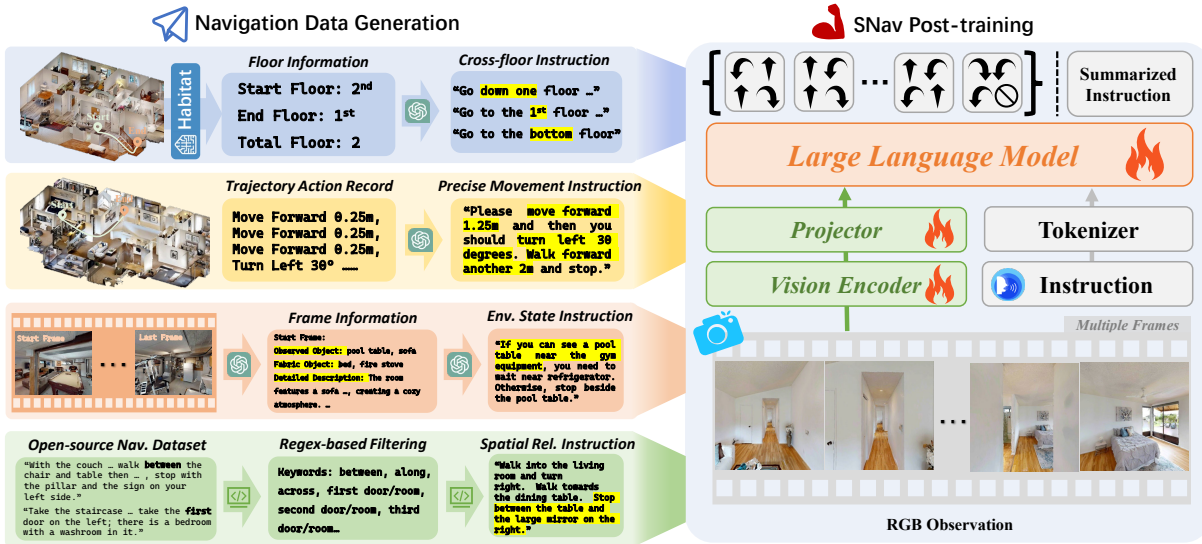 Navigation Data Generation
SNav Post-training
Start
End
Habitat
Floor Information
Start Floor: 2nd
End Floor: 1st
Total Floor: 2
Cross-floor Instruction
“Go down one floor …”
“Go to the 1st floor …”
“Go to the bottom floor”
Start
Trajectory Action Record
Move Forward 0.25m,
Move Forward 0.25m,
Move Forward 0.25m,
Turn Left 30° ……
Precise Movement Instruction
“Please move forward
1.25m and then you
should turn left 30
degrees. Walk forward
another 2m and stop.”
Start Frame
Last Frame
Frame Information
Start Frame:
Observed Object: pool table, sofa
Fabric Object: bed, fire stove
Detailed Description: The room
features a sofa …, creating a cozy
atmosphere. …
Env. State Instruction
“If you can see a pool
table near the gym
equipment, you need to
wait near refrigerator.
Otherwise, stop beside
the pool table.”
Open-source Nav. Dataset
“With the couch … walk between the
chair and table then … , stop with
the pillar and the sign on your
left side.”
“Take the staircase … take the first
door on the left; there is a bedroom
with a washroom in it.”
Regex-based Filtering
Keywords: between, along,
across, first door/room,
second door/room, third
door/room…
Spatial Rel. Instruction
“Walk into the living
room and turn
right. Walk towards
the dining table. Stop
between the table and
the large mirror on the
right.”
Summarized
Instruction
Large Language Model
Projector
Tokenizer
Vision Encoder
Instruction
Multiple Frames
RGB Observation